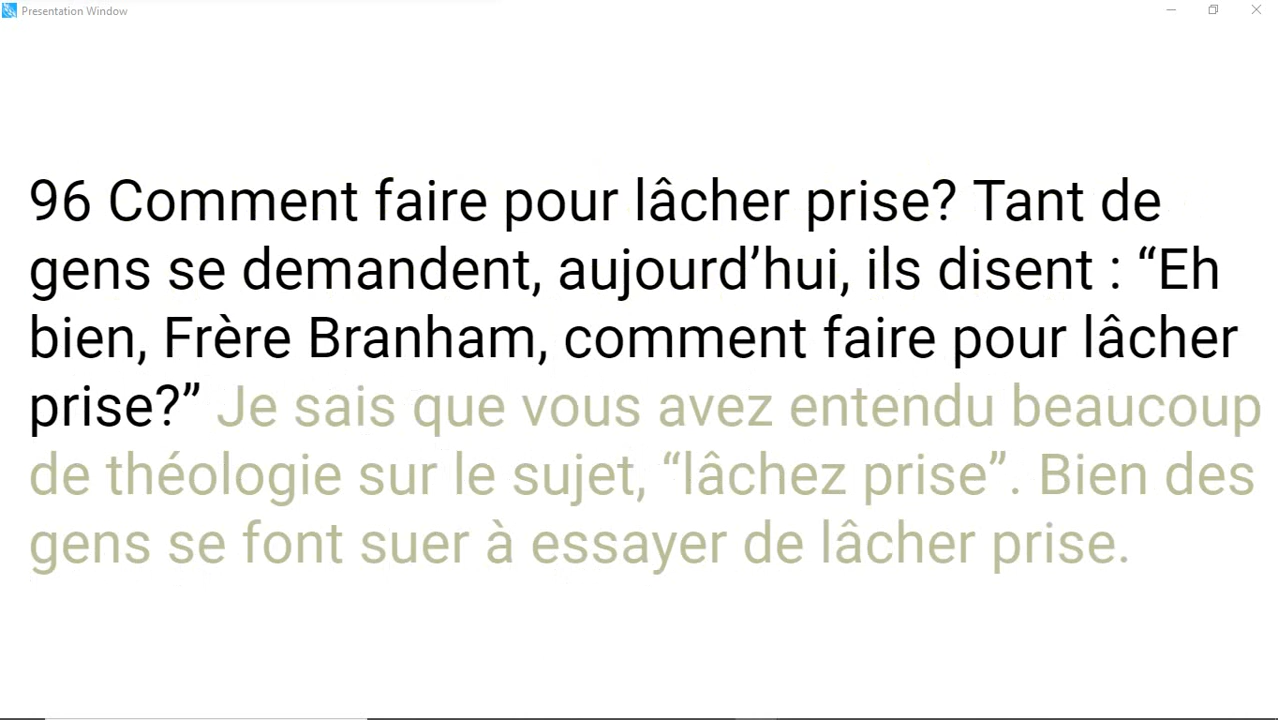 Presentation Window
96 Comment faire pour lâcher prise? Tant de
gens se demandent, aujourd’hui, ils disent : “Eh
bien, Frère Branham, comment faire pour lâcher
prise?” Je sais que vous avez entendu beaucoup
de théologie sur le sujet, “lâchez prise”. Bien des
gens se font suer à essayer de lâcher prise.